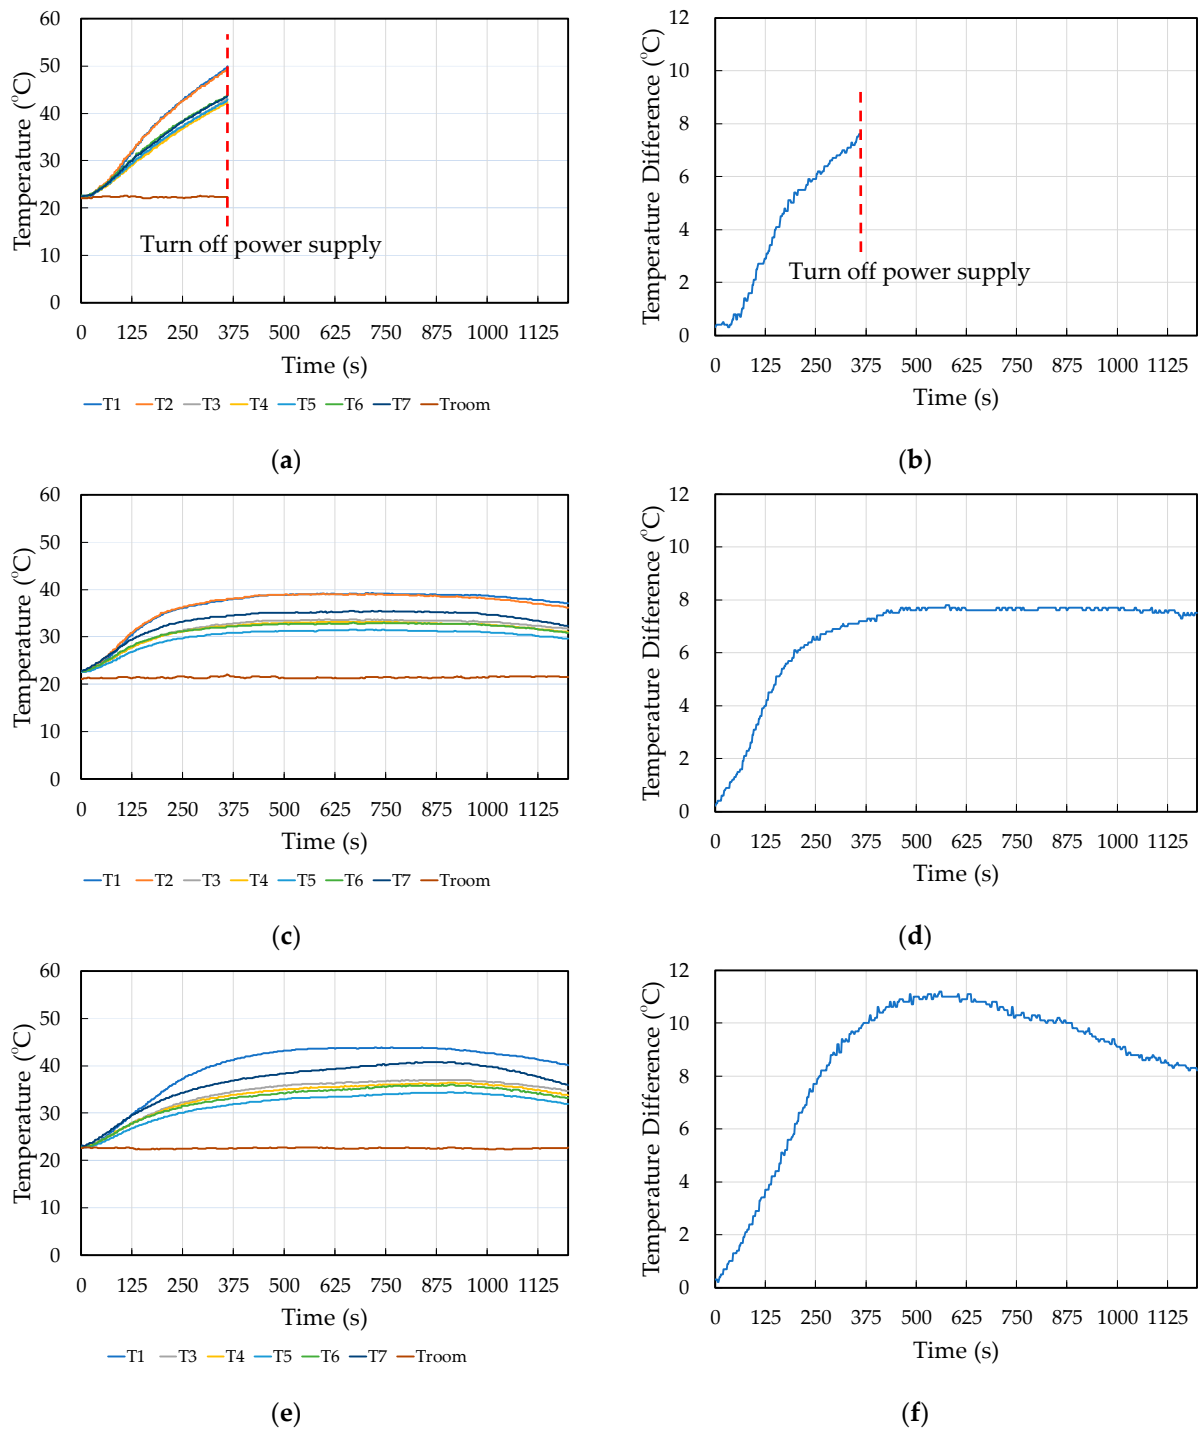 60
50
40
30
20
10
0
Temperature (°C)
Turn off power supply
0 125 250 375 500 625 750 875 1000 1125
Time (s)
T1 T2 T3 T4 T5 T6 T7 Troom
(a)
12
10
8
6
4
2
0
Temperature Difference (°C)
Turn off power supply
0 125 250 375 500 625 750 875 1000 1125
Time (s)
(b)
60
50
40
30
20
10
0
Temperature (°C)
0 125 250 375 500 625 750 875 1000 1125
Time (s)
T1 T2 T3 T4 T5 T6 T7 Troom
(c)
12
10
8
6
4
2
0
Temperature Difference (°C)
0 125 250 375 500 625 750 875 1000 1125
Time (s)
(d)
60
50
40
30
20
10
0
Temperature (°C)
0 125 250 375 500 625 750 875 1000 1125
Time (s)
T1 T3 T4 T5 T6 T7 Troom
(e)
12
10
8
6
4
2
0
Temperature Difference (°C)
0 125 250 375 500 625 750 875 1000 1125
Time (s)
(f)